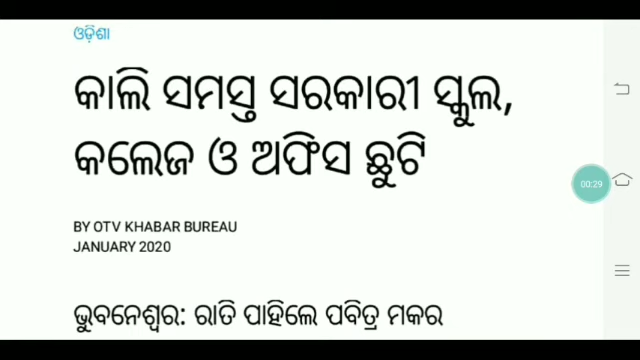 ଓଡ଼ିଶା
କାଲି ସମସ୍ତ ସରକାରୀ ସ୍କୁଲ,
କଲେଜ ଓ ଅଫିସ ଛୁଟି
00:29
BY OTV KHABAR BUREAU
JANUARY 2020
ଭୁବନେଶ୍ୱର: ରାତି ପାହିଲେ ପବିତ୍ର ମକର